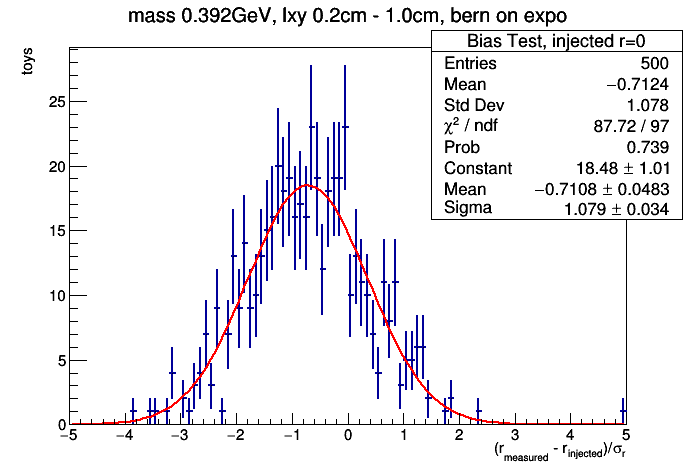 mass 0.392GeV, lxy 0.2cm - 1.0cm, bern on expo
Bias Test, injected r=0
Entries 500
Mean −0.7124
Std Dev 1.078
χ² / ndf 87.72 / 97
Prob 0.739
Constant 18.48 ± 1.01
Mean −0.7108 ± 0.0483
Sigma 1.079 ± 0.034
toys
25
20
15
10
5
0
−5 −4 −3 −2 −1 0 1 2 3 4 5
(r_measured - r_injected)/σ_r